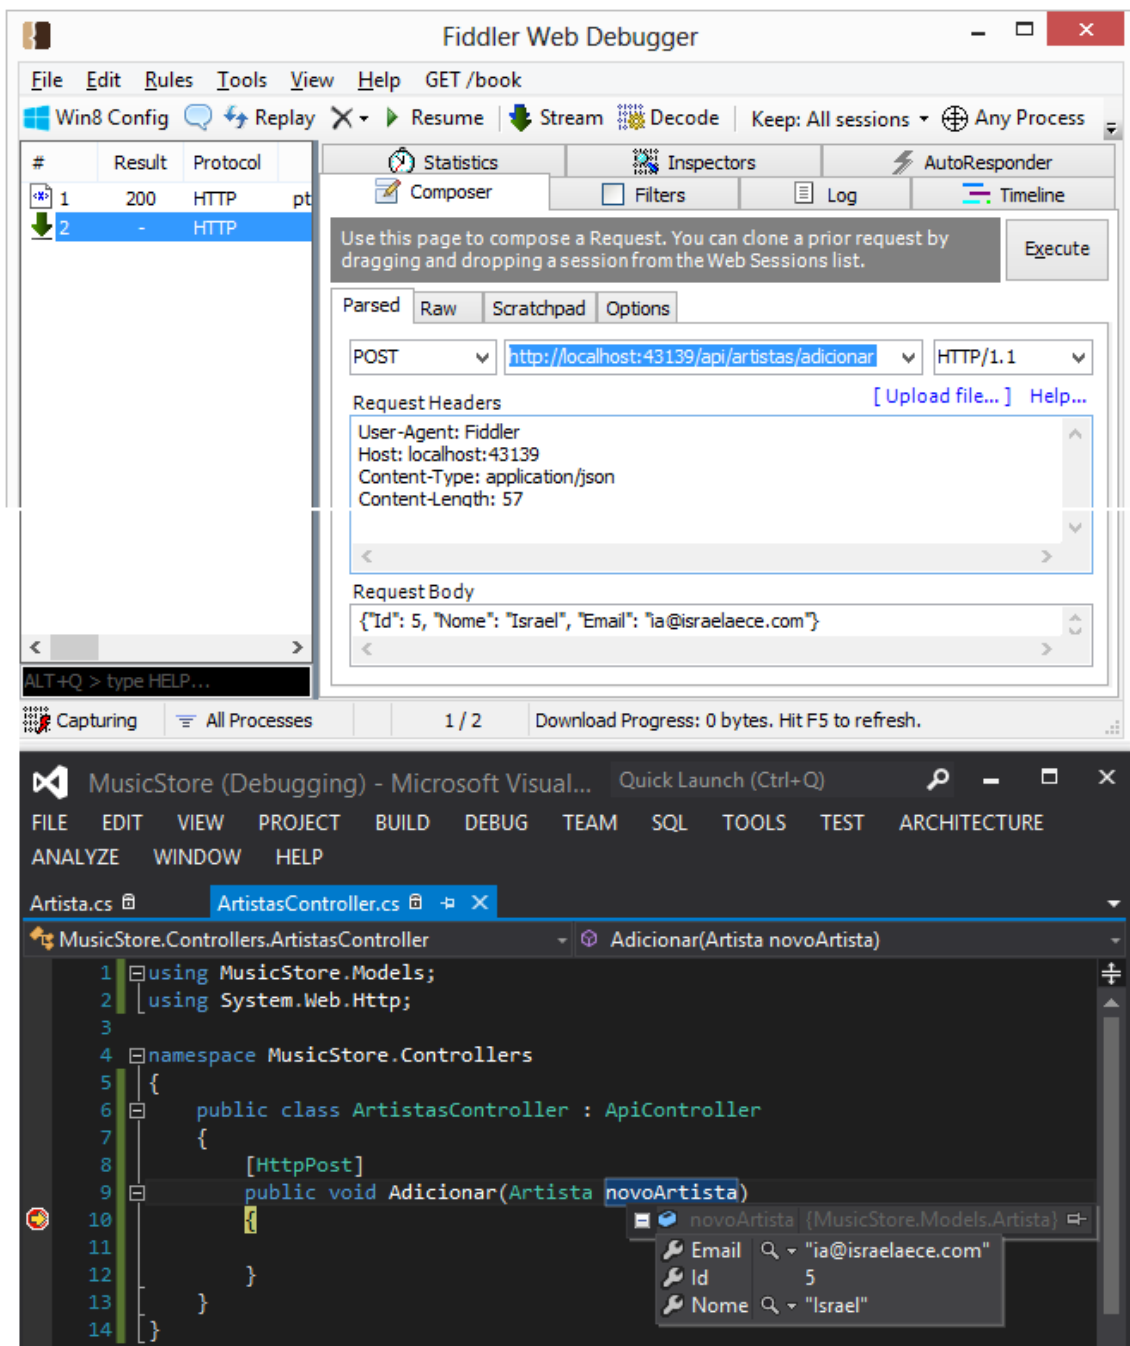 Fiddler Web Debugger
File Edit Rules Tools View Help GET /book
Win8 Config Replay Resume Stream Decode Keep: All sessions Any Process
# Result Protocol
1 200 HTTP pt
2 - HTTP
Statistics Inspectors AutoResponder
Composer Filters Log Timeline
Use this page to compose a Request. You can clone a prior request by
dragging and dropping a session from the Web Sessions list.
Execute
Parsed Raw Scratchpad Options
POST http://localhost:43139/api/artistas/adicionar HTTP/1.1
Request Headers [ Upload file... ] Help...
User-Agent: Fiddler
Host: localhost:43139
Content-Type: application/json
Content-Length: 57
Request Body
{"Id": 5, "Nome": "Israel", "Email": "ia@israelaece.com"}
ALT+Q > type HELP...
Capturing All Processes 1 / 2 Download Progress: 0 bytes. Hit F5 to refresh.
MusicStore (Debugging) - Microsoft Visual... Quick Launch (Ctrl+Q)
FILE EDIT VIEW PROJECT BUILD DEBUG TEAM SQL TOOLS TEST ARCHITECTURE
ANALYZE WINDOW HELP
Artista.cs ArtistasController.cs
MusicStore.Controllers.ArtistasController Adicionar(Artista novoArtista)
1 using MusicStore.Models;
2 using System.Web.Http;
3
4 namespace MusicStore.Controllers
5 {
6 public class ArtistasController : ApiController
7 {
8 [HttpPost]
9 public void Adicionar(Artista novoArtista)
10 {
novoArtista {MusicStore.Models.Artista}
11
Email "ia@israelaece.com"
12 }
Id 5
13 }
Nome "Israel"
14 }